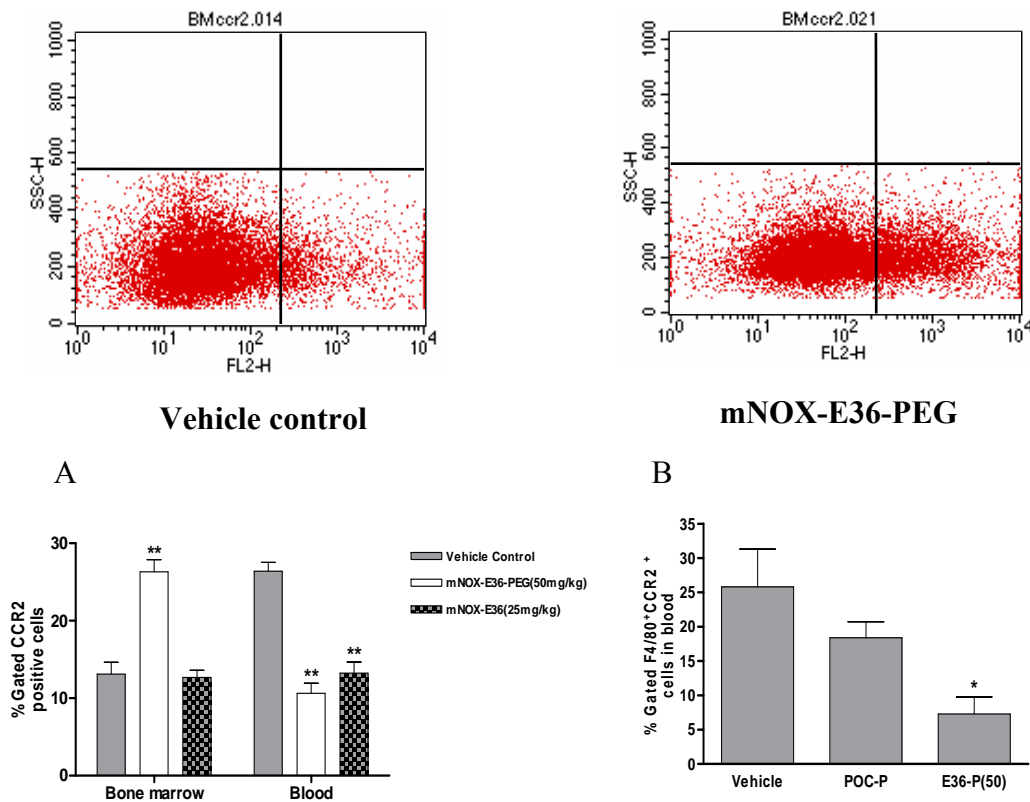 BMccr2.014
1000
800
600
400
200
0
SSC-H
10^0 10^1 10^2 10^3 10^4
FL2-H
Vehicle control
BMccr2.021
1000
800
600
400
200
0
SSC-H
10^0 10^1 10^2 10^3 10^4
FL2-H
mNOX-E36-PEG
A
% Gated CCR2
positive cells
30
20
10
0
**
**
**
Bone marrow Blood
Vehicle Control
mNOX-E36-PEG(50mg/kg)
mNOX-E36(25mg/kg)
B
% Gated F4/80+CCR2 +
cells in blood
35
30
25
20
15
10
5
0
*
Vehicle POC-P E36-P(50)